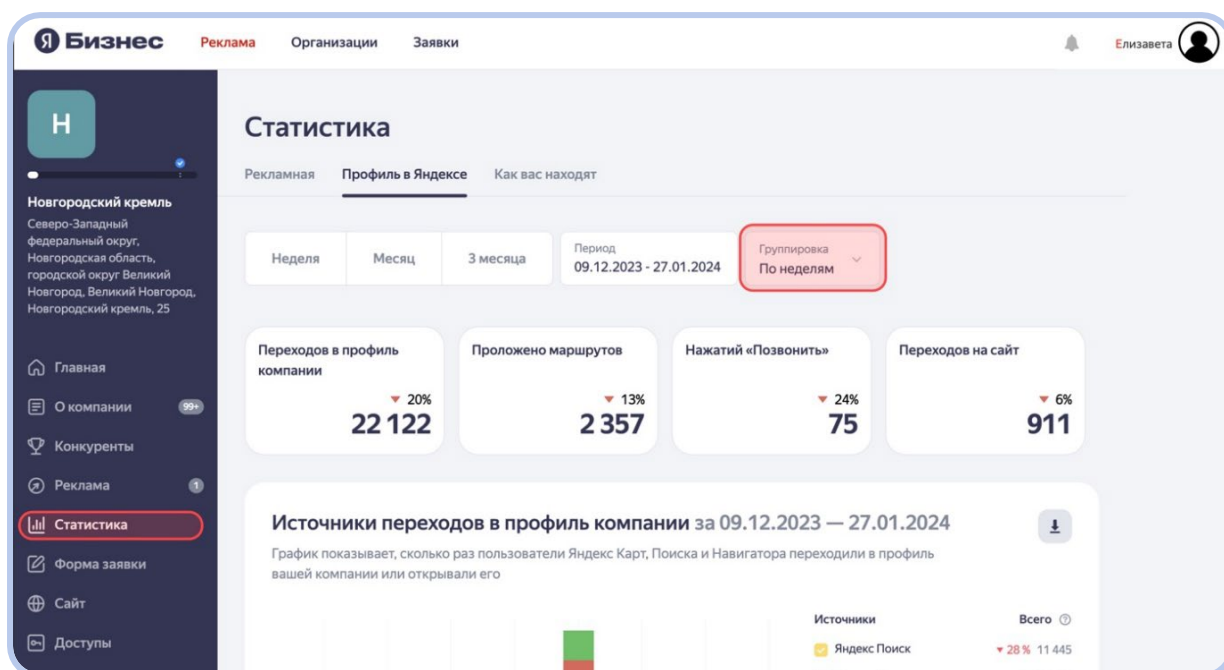 Я Бизнес
Реклама Организации Заявки
Елизавета
Н
Новгородский кремль
Северо-Западный
федеральный округ,
Новгородская область,
городской округ Великий
Новгород, Великий Новгород,
Новгородский кремль, 25
Главная
О компании 99+
Конкуренты
Реклама 1
Статистика
Форма заявки
Сайт
Доступы
Статистика
Рекламная Профиль в Яндексе Как вас находят
Неделя Месяц 3 месяца
Период
09.12.2023 - 27.01.2024
Группировка
По неделям
Переходов в профиль
компании
▼ 20%
22 122
Проложено маршрутов
▼ 13%
2 357
Нажатий «Позвонить»
▼ 24%
75
Переходов на сайт
▼ 6%
911
Источники переходов в профиль компании за 09.12.2023 — 27.01.2024
График показывает, сколько раз пользователи Яндекс Карт, Поиска и Навигатора переходили в профиль
вашей компании или открывали его
Источники Всего ?
Яндекс Поиск ▼ 28 % 11 445